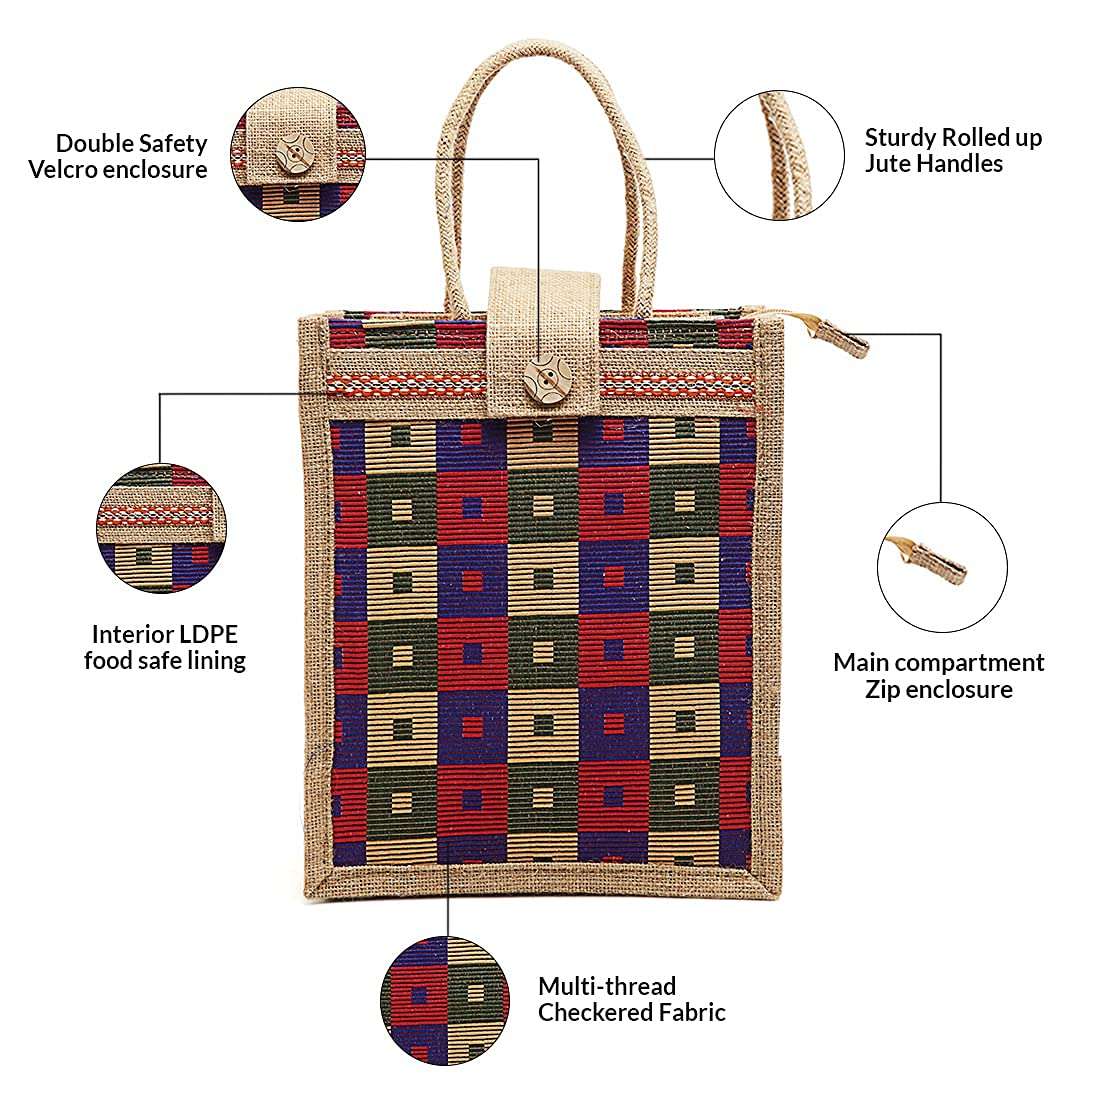 Double Safety
Velcro enclosure
Sturdy Rolled up
Jute Handles
Interior LDPE
food safe lining
Main compartment
Zip enclosure
Multi-thread
Checkered Fabric